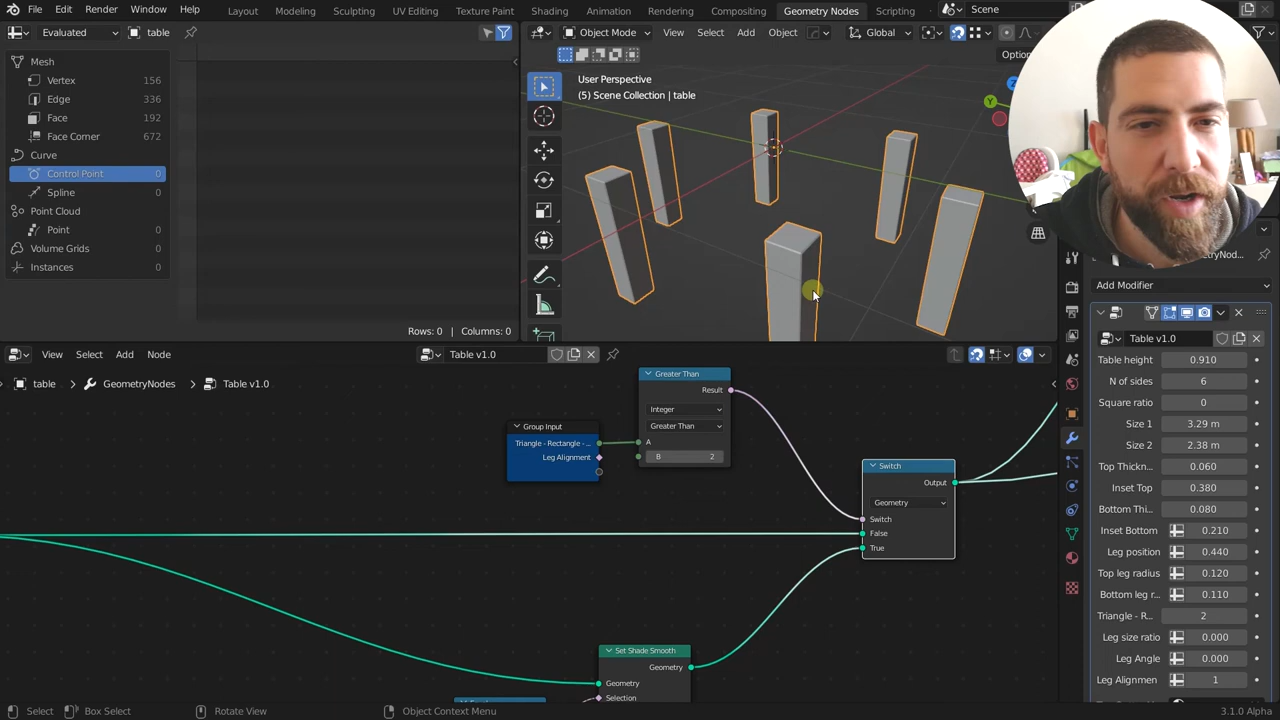 File Edit Render Window Help Layout Modeling Sculpting UV Editing Texture Paint Shading Animation Rendering Compositing Geometry Nodes Scripting Scene
Evaluated table
Object Mode View Select Add Object Global
Mesh
Vertex 156
Edge 336
Face 192
Face Corner 672
Curve
Control Point 0
Spline 0
Point Cloud
Point 0
Volume Grids
Instances 0
Rows: 0 | Columns: 0
User Perspective
(5) Scene Collection | table
Y
View Select Add Node Table v1.0
table GeometryNodes Table v1.0
Greater Than
Result
Integer
Greater Than
A
B 2
Group Input
Triangle - Rectangle - ...
Leg Alignment
Switch
Output
Geometry
Switch
False
True
Set Shade Smooth
Geometry
Geometry
Selection
Add Modifier
Table v1.0
Table height 0.910
N of sides 6
Square ratio 0
Size 1 3.29 m
Size 2 2.38 m
Top Thickn... 0.060
Inset Top 0.380
Bottom Thi... 0.080
Inset Bottom 0.210
Leg position 0.440
Top leg radius 0.120
Bottom leg r... 0.110
Triangle - R... 2
Leg size ratio 0.000
Leg Angle 0.000
Leg Alignmen 1
Select Box Select Rotate View Object Context Menu 3.1.0 Alpha